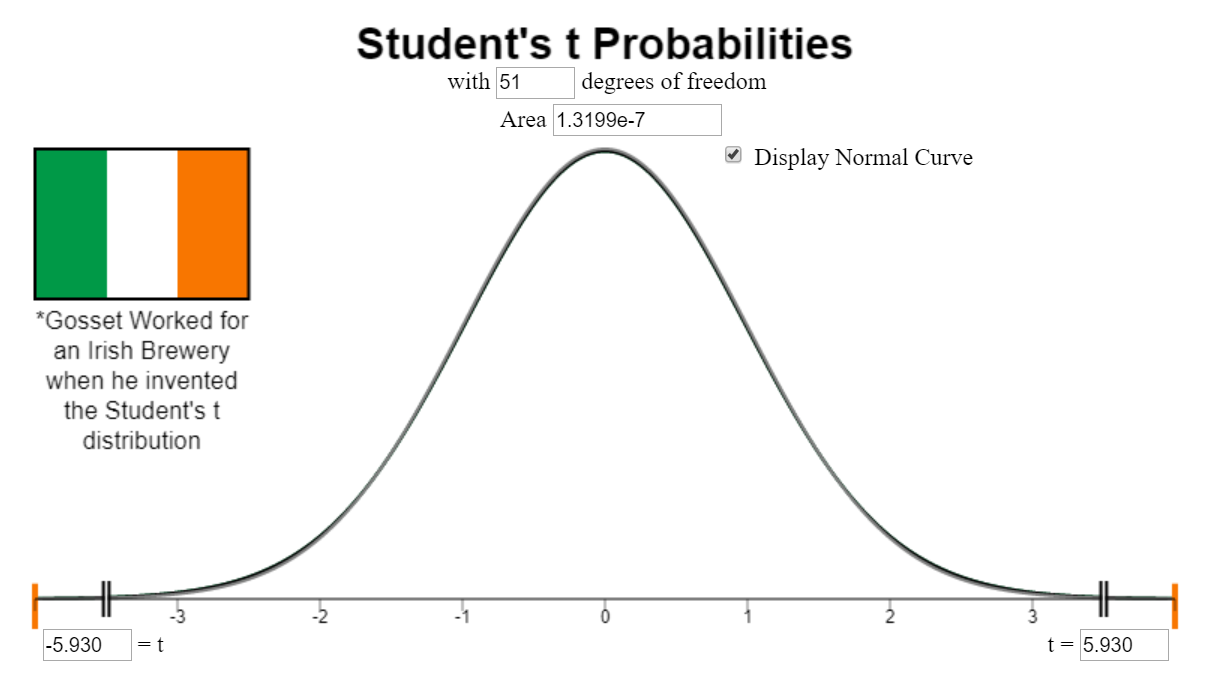 Student's t Probabilities
with 51 degrees of freedom
Area 1.3199e-7
Display Normal Curve
*Gosset Worked for
an Irish Brewery
when he invented
the Student's t
distribution
-3 -2 -1 0 1 2 3
-5.930 = t
t = 5.930